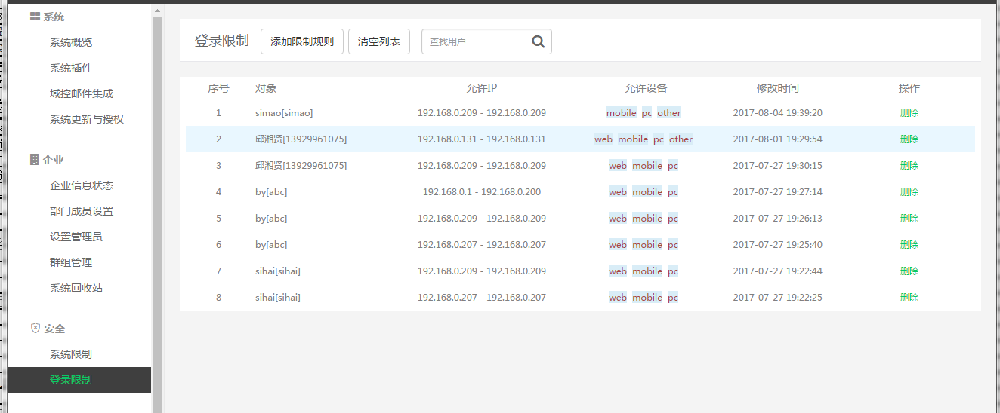 系统
系统概览
系统插件
域控邮件集成
系统更新与授权
企业
企业信息状态
部门成员设置
设置管理员
群组管理
系统回收站
安全
系统限制
登录限制
登录限制 添加限制规则 清空列表 查找用户
序号 对象 允许IP 允许设备 修改时间 操作
1 simao[simao] 192.168.0.209 - 192.168.0.209 mobile pc other 2017-08-04 19:39:20 删除
2 邱湘贤[13929961075] 192.168.0.131 - 192.168.0.131 web mobile pc other 2017-08-01 19:29:54 删除
3 邱湘贤[13929961075] 192.168.0.209 - 192.168.0.209 web mobile pc 2017-07-27 19:30:15 删除
4 by[abc] 192.168.0.1 - 192.168.0.200 web mobile pc 2017-07-27 19:27:14 删除
5 by[abc] 192.168.0.209 - 192.168.0.209 web mobile pc 2017-07-27 19:26:13 删除
6 by[abc] 192.168.0.207 - 192.168.0.207 web mobile pc 2017-07-27 19:25:40 删除
7 sihai[sihai] 192.168.0.209 - 192.168.0.209 web mobile pc 2017-07-27 19:22:44 删除
8 sihai[sihai] 192.168.0.207 - 192.168.0.207 web mobile pc 2017-07-27 19:22:25 删除